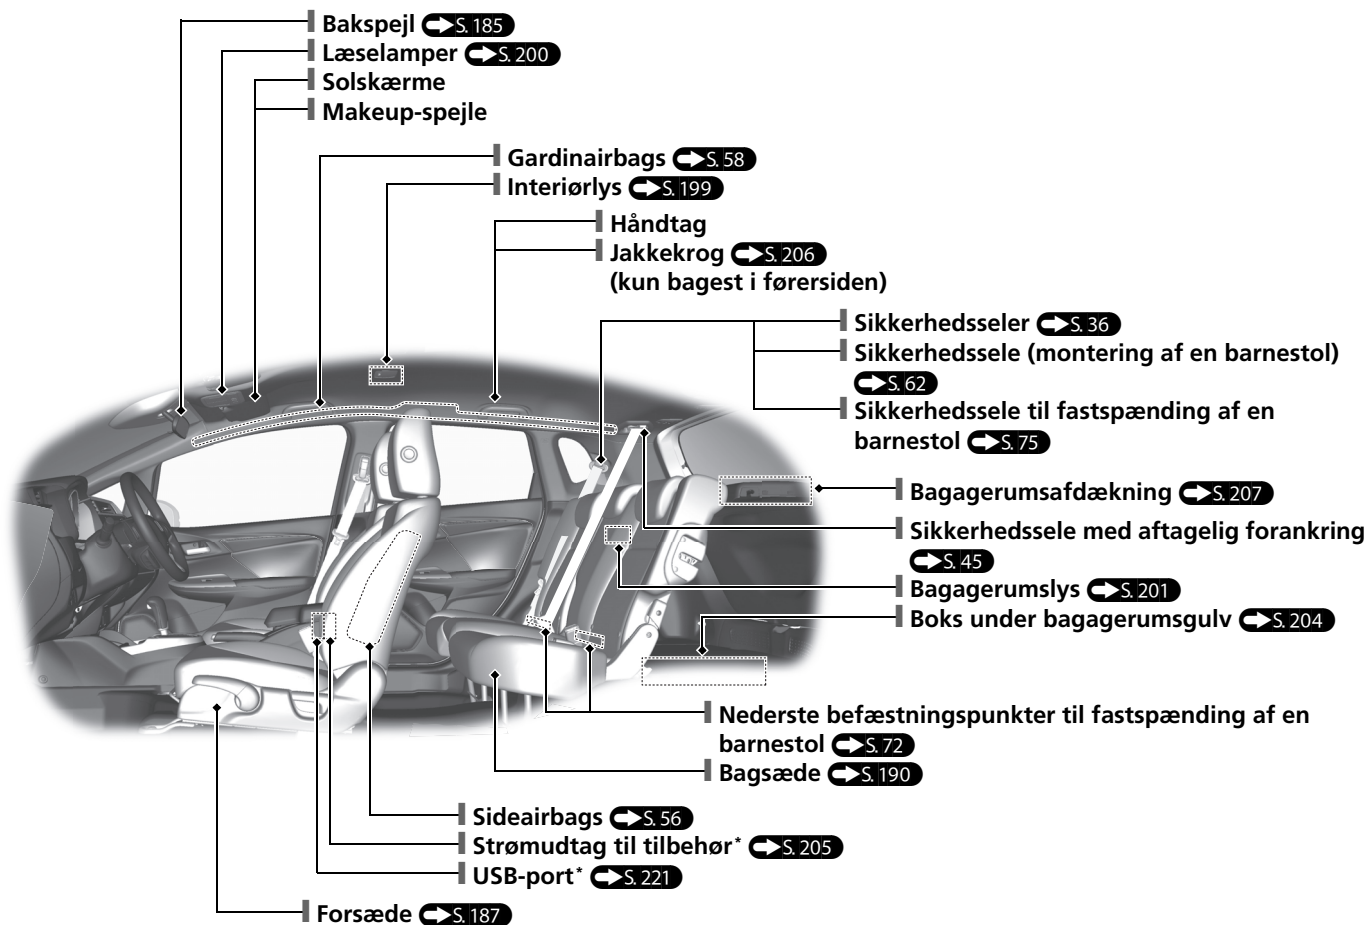 Bakspejl S. 185
Læselamper S. 200
Solskærme
Makeup-spejle
Gardinairbags S. 58
Interiørlys S. 199
Håndtag
Jakkekrog S. 206
(kun bagest i førersiden)
Sikkerhedsseler S. 36
Sikkerhedssele (montering af en barnestol)
S. 62
Sikkerhedssele til fastspænding af en
barnestol S. 75
Bagagerumsafdækning S. 207
Sikkerhedssele med aftagelig forankring
S. 45
Bagagerumslys S. 201
Boks under bagagerumsgulv S. 204
Nederste befæstningspunkter til fastspænding af en
barnestol S. 72
Bagsæde S. 190
Sideairbags S. 56
Strømudtag til tilbehør* S. 205
USB-port* S. 221
Forsæde S. 187